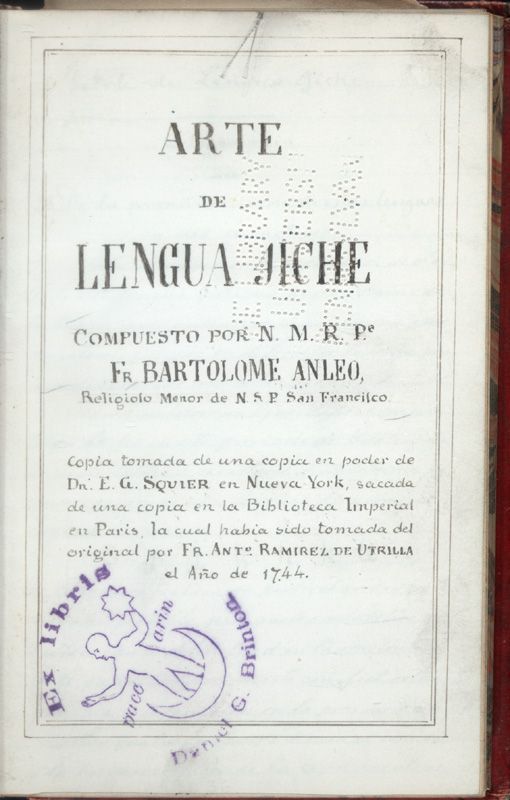 ARTE
DE
LENGUA JICHE
COMPUESTO POR N. M. R. Pe
FR BARTOLOME ANLEO,
Religioso Menor de N. S. P. San Francisco
Copia tomada de una copia en poder de
DR. E. G. SQUIER en Nueva York, sacada
de una copia en la Biblioteca Imperial
en Paris, la cual habia sido tomada del
original por FR. ANTo. RAMIREZ DE UTRILLA
el Año de 1744.
Ex libris
Daniel G. Brinton